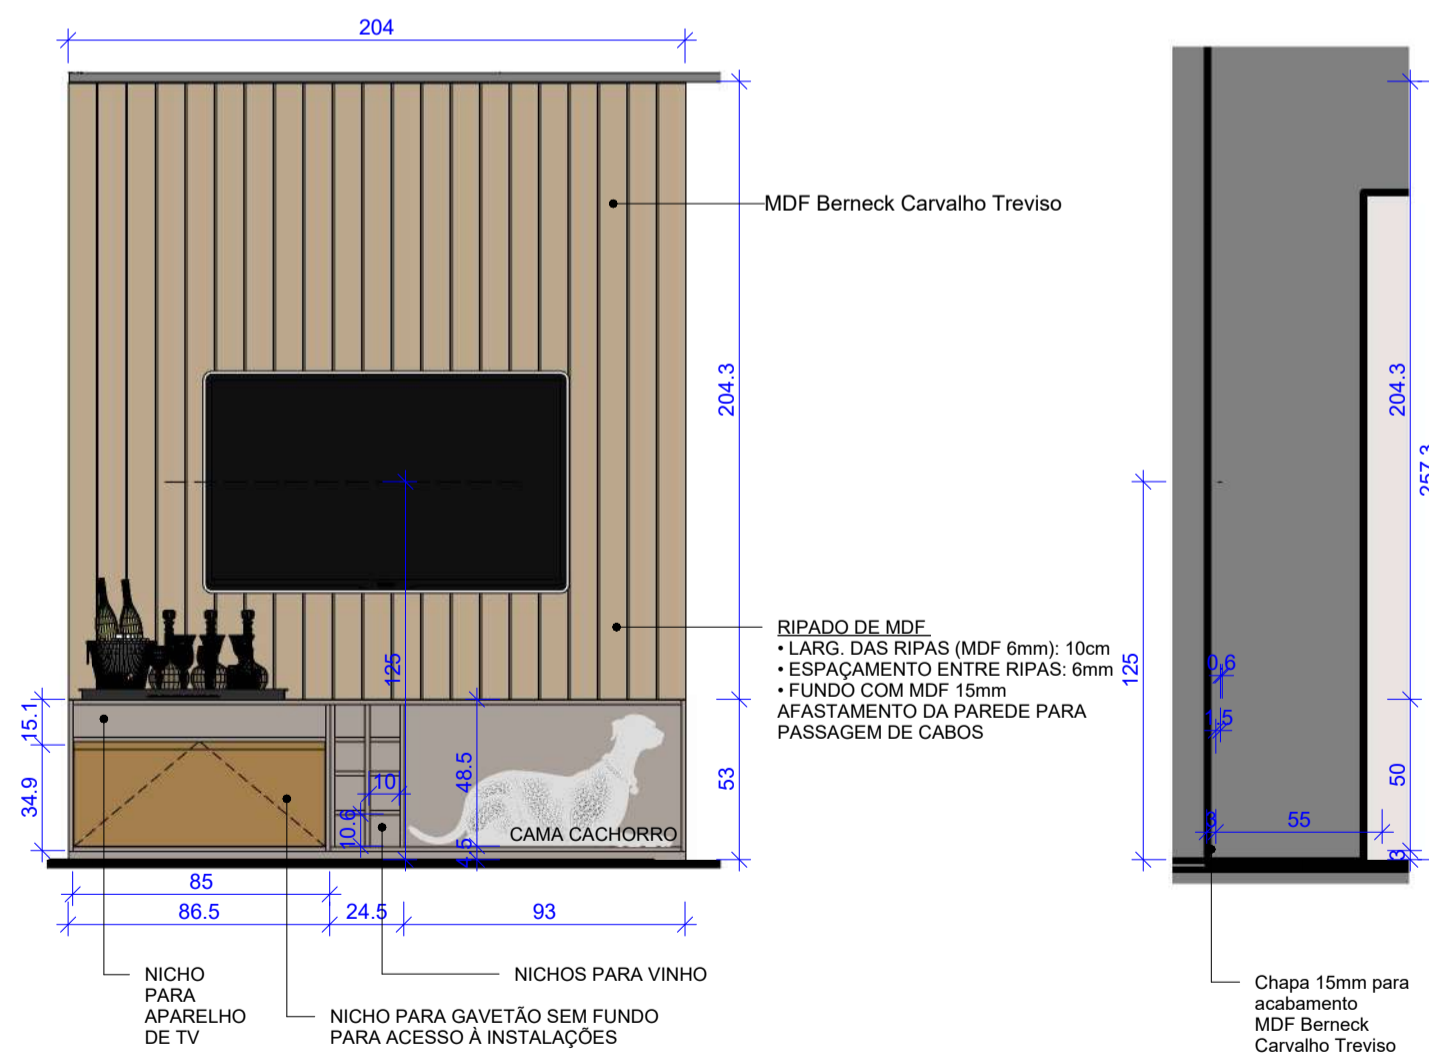 204
MDF Berneck Carvalho Treviso
204.3
204.3
257.3
125
125
RIPADO DE MDF
• LARG. DAS RIPAS (MDF 6mm): 10cm
• ESPAÇAMENTO ENTRE RIPAS: 6mm
• FUNDO COM MDF 15mm
AFASTAMENTO DA PAREDE PARA
PASSAGEM DE CABOS
0.6
1.5
15.1
34.9
48.5
10
10.6
4.5
53
50
3
55
3
CAMA CACHORRO
85
86.5
24.5
93
NICHO
PARA
APARELHO
DE TV
NICHOS PARA VINHO
NICHO PARA GAVETÃO SEM FUNDO
PARA ACESSO À INSTALAÇÕES
Chapa 15mm para
acabamento
MDF Berneck
Carvalho Treviso